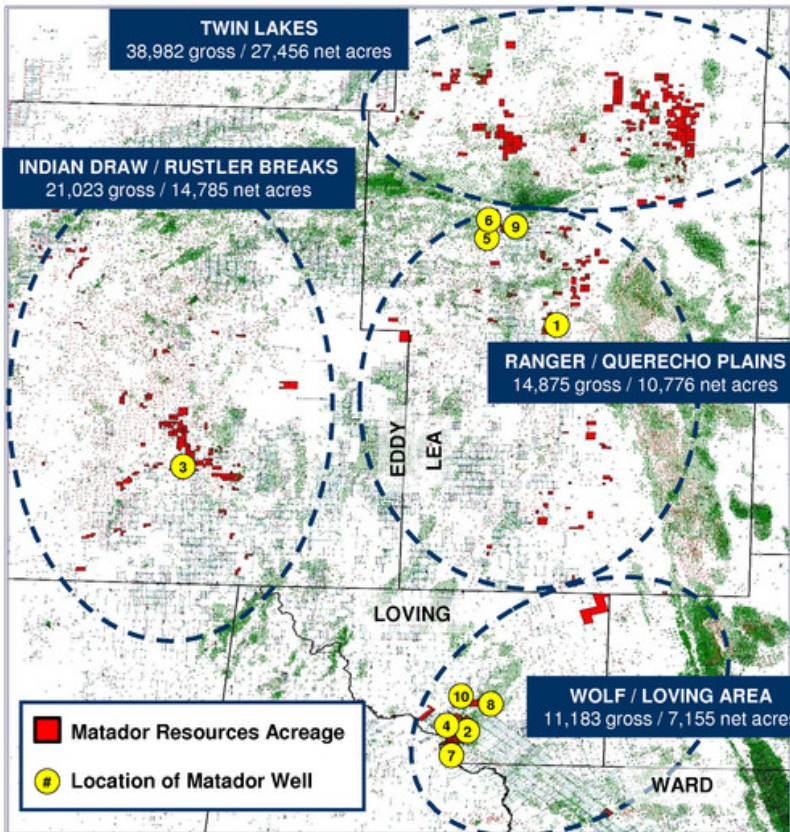 TWIN LAKES
38,982 gross / 27,456 net acres
INDIAN DRAW / RUSTLER BREAKS
21,023 gross / 14,785 net acres
6
9
5
1
RANGER / QUERECHO PLAINS
14,875 gross / 10,776 net acres
EDDY
LEA
3
LOVING
WOLF / LOVING AREA
11,183 gross / 7,155 net acres
10
8
4
2
7
WARD
Matador Resources Acreage
# Location of Matador Well